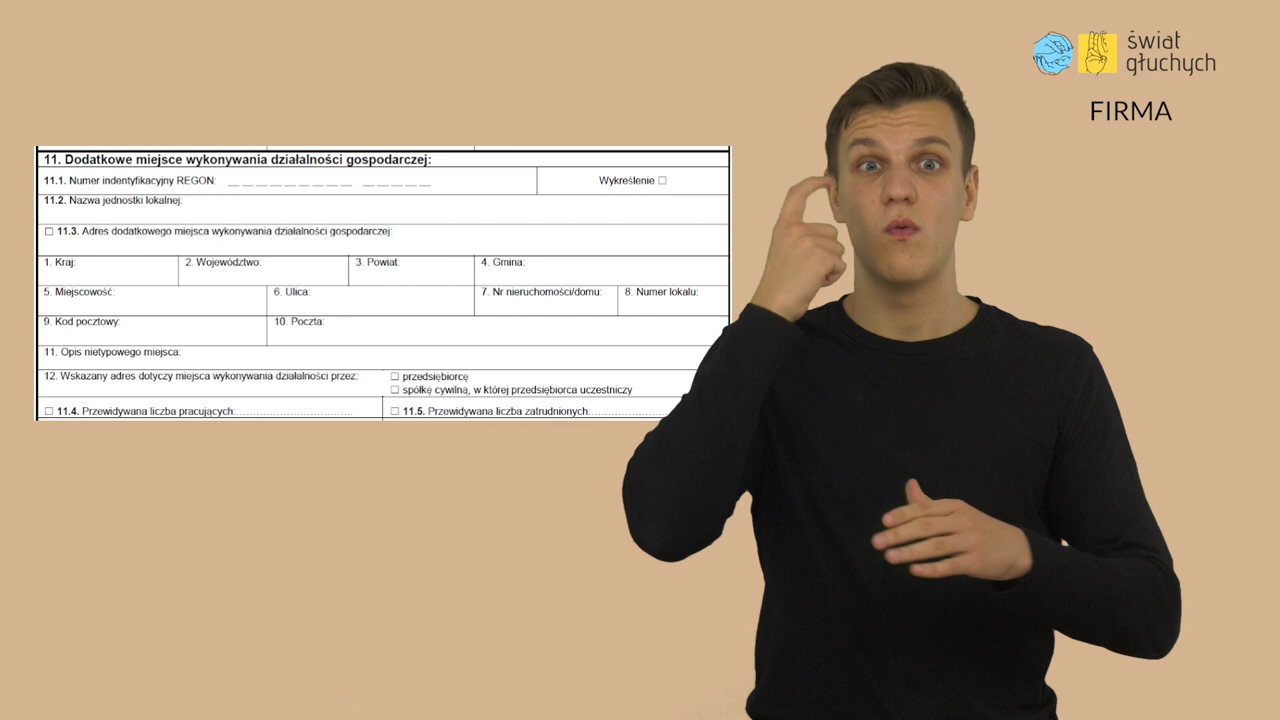 świat
głuchych
FIRMA
11. Dodatkowe miejsce wykonywania działalności gospodarczej:
11.1. Numer indentyfikacyjny REGON: _ _ _ _ _ _ _ _ _ _ _ _ _ _ Wykreślenie ☐
11.2. Nazwa jednostki lokalnej:
☐ 11.3. Adres dodatkowego miejsca wykonywania działalności gospodarczej:
1. Kraj: 2. Województwo: 3. Powiat: 4. Gmina:
5. Miejscowość: 6. Ulica: 7. Nr nieruchomości/domu: 8. Numer lokalu:
9. Kod pocztowy: 10. Poczta:
11. Opis nietypowego miejsca:
12. Wskazany adres dotyczy miejsca wykonywania działalności przez: ☐ przedsiębiorcę
☐ spółkę cywilną, w której przedsiębiorca uczestniczy
☐ 11.4. Przewidywana liczba pracujących:............................ ☐ 11.5. Przewidywana liczba zatrudnionych:....................